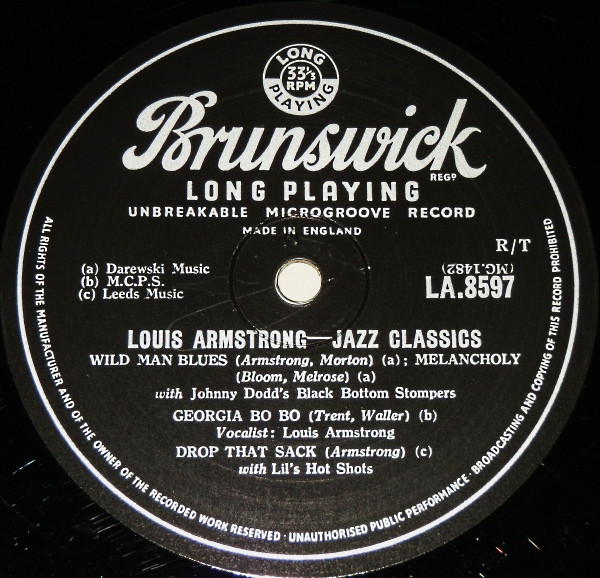 LONG
33⅓
RPM
PLAYING
Brunswick
REGD
LONG PLAYING
UNBREAKABLE MICROGROOVE RECORD
MADE IN ENGLAND
R/T
(a) Darewski Music
(b) M.C.P.S.
(c) Leeds Music
(MG.1482)
LA.8597
LOUIS ARMSTRONG—JAZZ CLASSICS
WILD MAN BLUES (Armstrong, Morton) (a); MELANCHOLY
(Bloom, Melrose) (a)
with Johnny Dodd's Black Bottom Stompers
GEORGIA BO BO (Trent, Waller) (b)
Vocalist: Louis Armstrong
DROP THAT SACK (Armstrong) (c)
with Lil's Hot Shots
ALL RIGHTS OF THE MANUFACTURER AND OF THE OWNER OF THE RECORDED WORK RESERVED · UNAUTHORISED PUBLIC PERFORMANCE · BROADCASTING AND COPYING OF THIS RECORD PROHIBITED